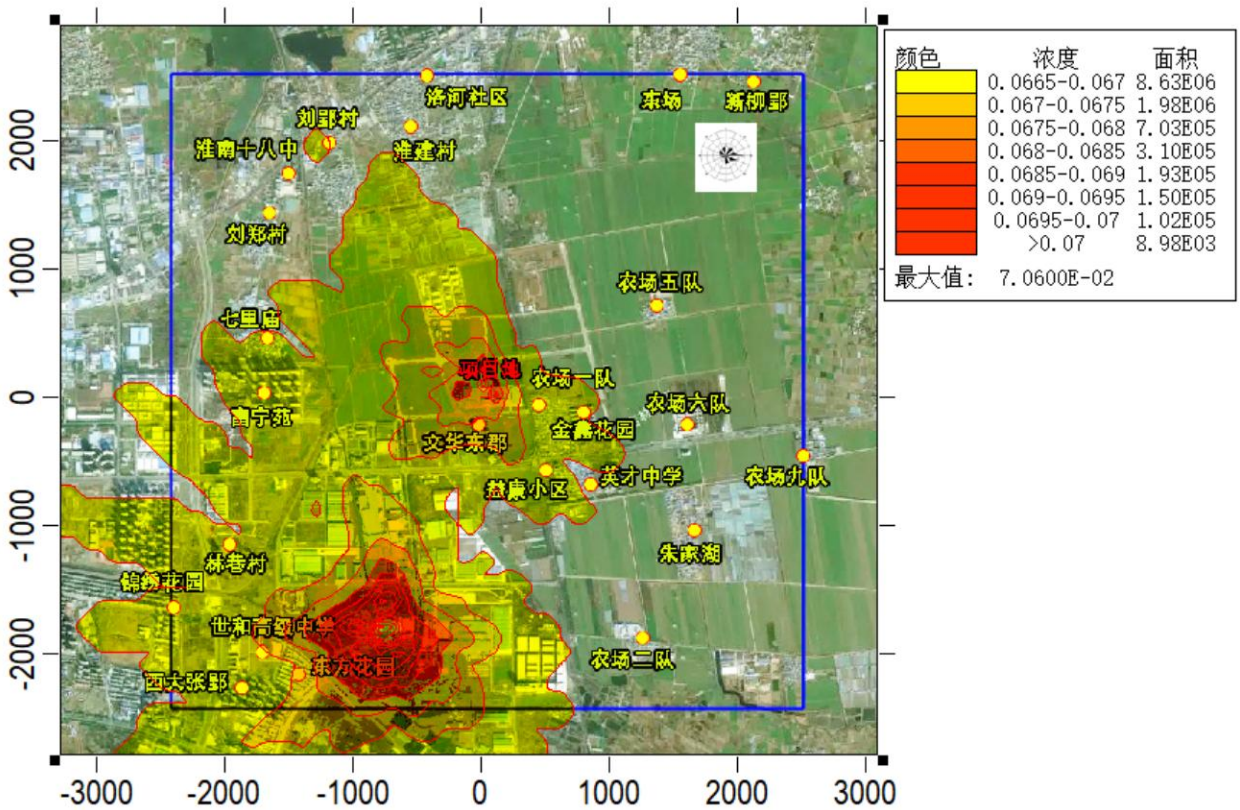 颜色 浓度 面积
0.0665-0.067 8.63E06
0.067-0.0675 1.98E06
0.0675-0.068 7.03E05
0.068-0.0685 3.10E05
0.0685-0.069 1.93E05
0.069-0.0695 1.50E05
0.0695-0.07 1.02E05
>0.07 8.98E03
最大值: 7.0600E-02
洛河社区
东场
新柳郢
刘郢村
淮南十八中
淮建村
2000
刘郑村
1000
农场五队
七里庙
项目地
农场一队
0
富宁苑
农场六队
文华东郡
金鑫花园
益康小区
英才中学
农场九队
-1000
朱家湖
林巷村
锦绣花园
世和高级中学
-2000
东方花园
农场二队
西大张郢
-3000 -2000 -1000 0 1000 2000 3000